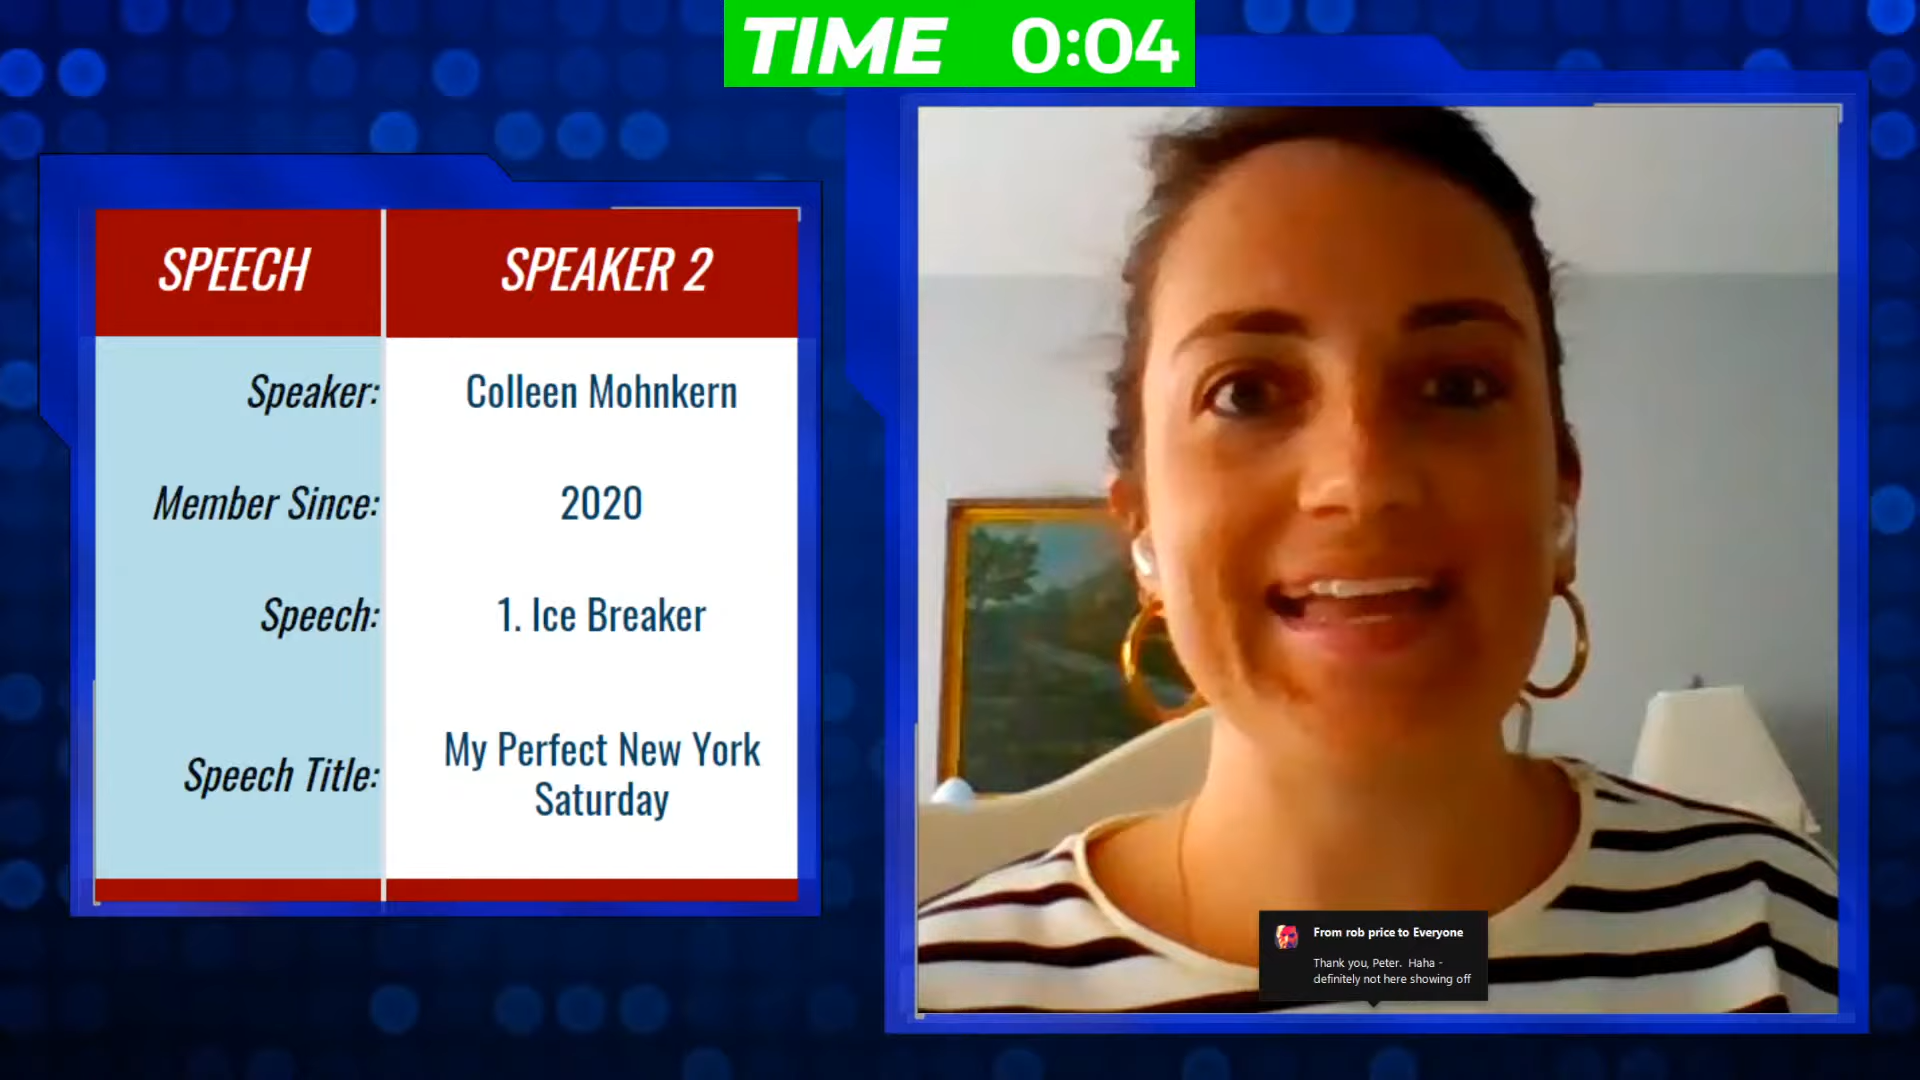 TIME 0:04
SPEECH SPEAKER 2
Speaker: Colleen Mohnkern
Member Since: 2020
Speech: 1. Ice Breaker
Speech Title: My Perfect New York
Saturday
From rob price to Everyone
Thank you, Peter. Haha -
definitely not here showing off